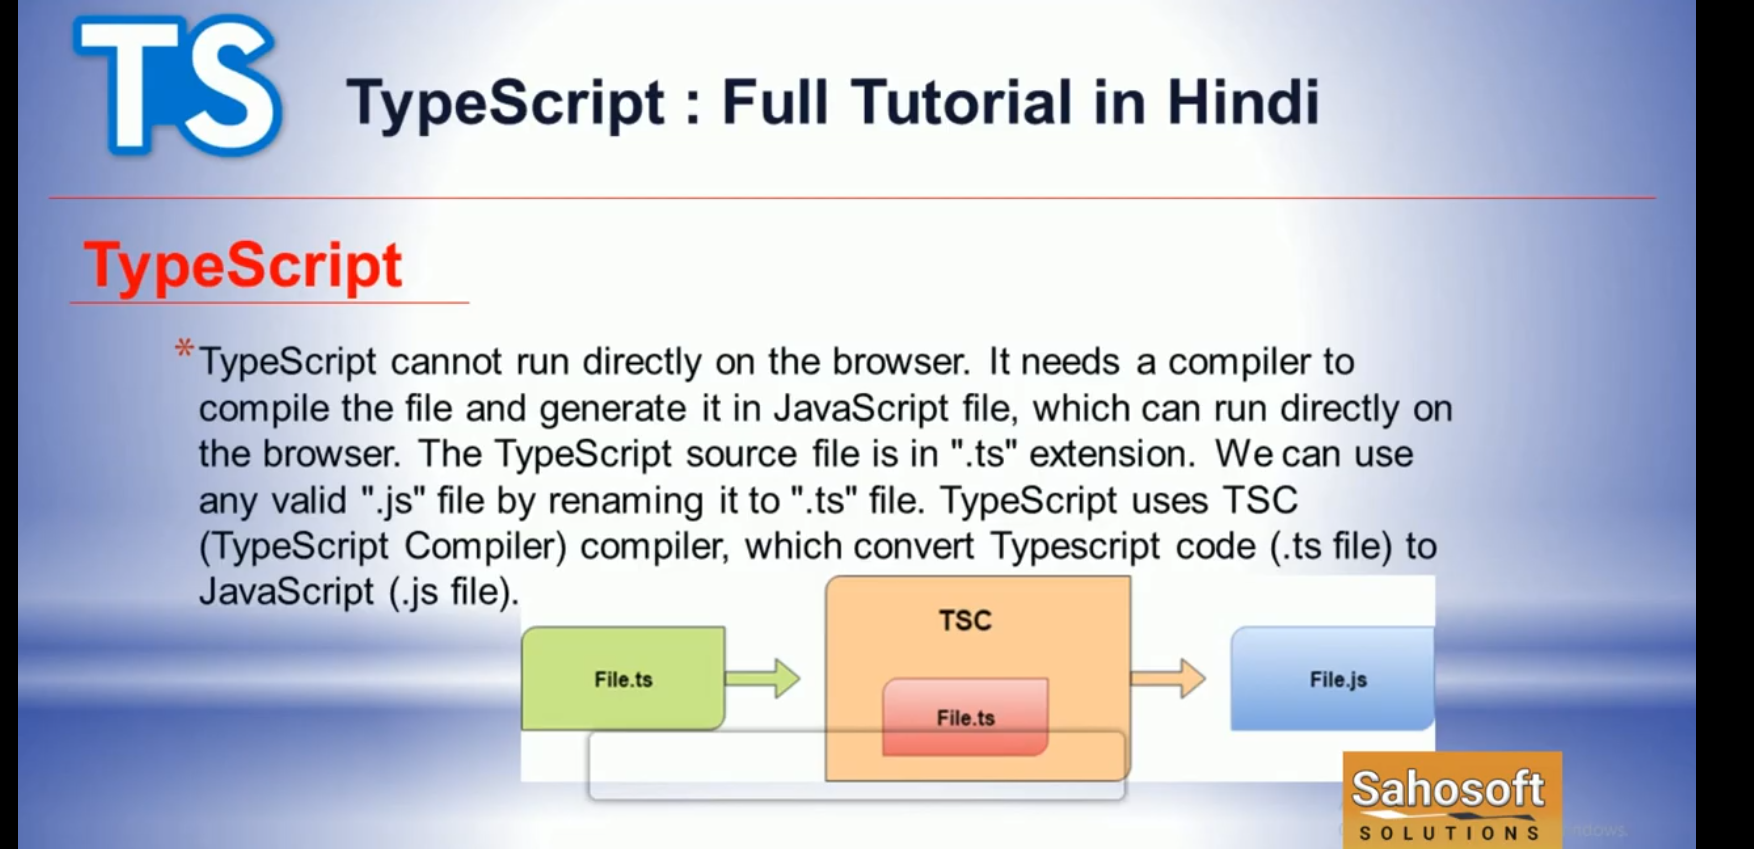 TS
TypeScript : Full Tutorial in Hindi
TypeScript
*TypeScript cannot run directly on the browser. It needs a compiler to
compile the file and generate it in JavaScript file, which can run directly on
the browser. The TypeScript source file is in ".ts" extension. We can use
any valid ".js" file by renaming it to ".ts" file. TypeScript uses TSC
(TypeScript Compiler) compiler, which convert Typescript code (.ts file) to
JavaScript (.js file).
TSC
File.ts
File.ts
File.js
Sahosoft
SOLUTIONS